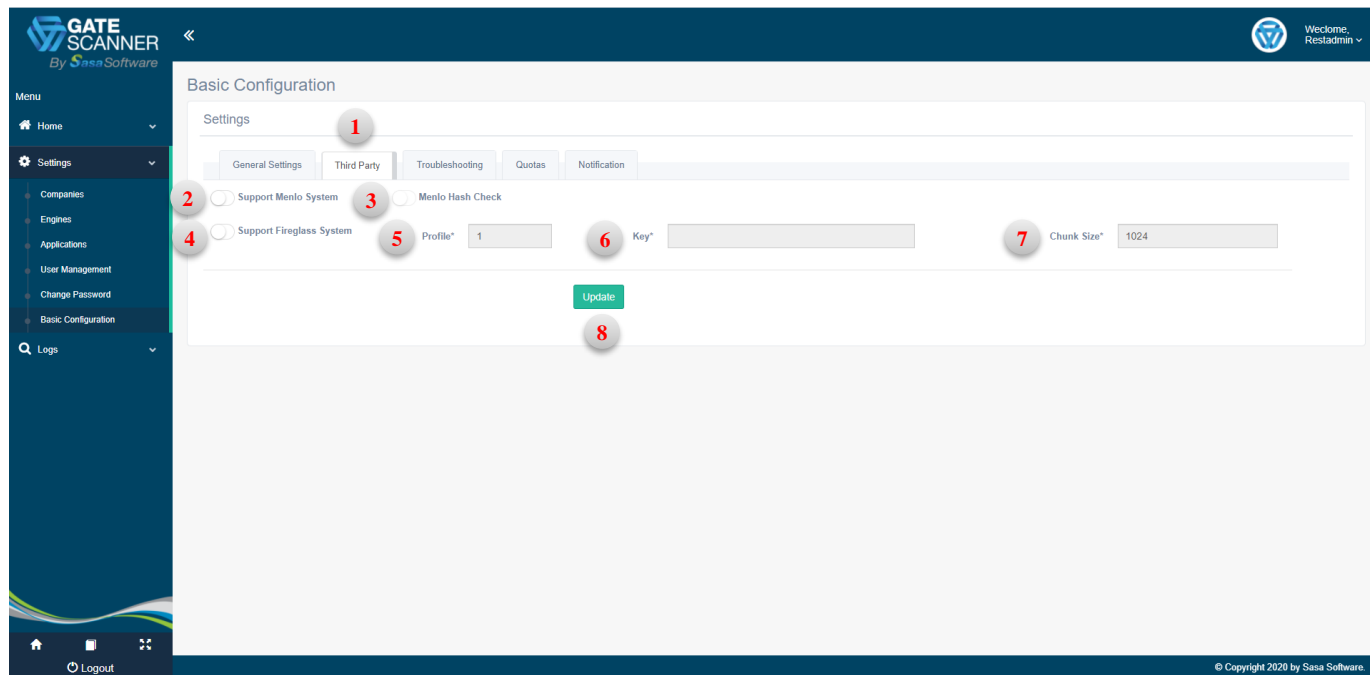 GATE
SCANNER
By Sasa Software
Weclome,
Restadmin
Menu
Home
Settings
Companies
Engines
Applications
User Management
Change Password
Basic Configuration
Logs
Logout
Basic Configuration
Settings
1
General Settings Third Party Troubleshooting Quotas Notification
2 Support Menlo System 3 Menlo Hash Check
4 Support Fireglass System 5 Profile* 1 6 Key* 7 Chunk Size* 1024
Update
8
© Copyright 2020 by Sasa Software.